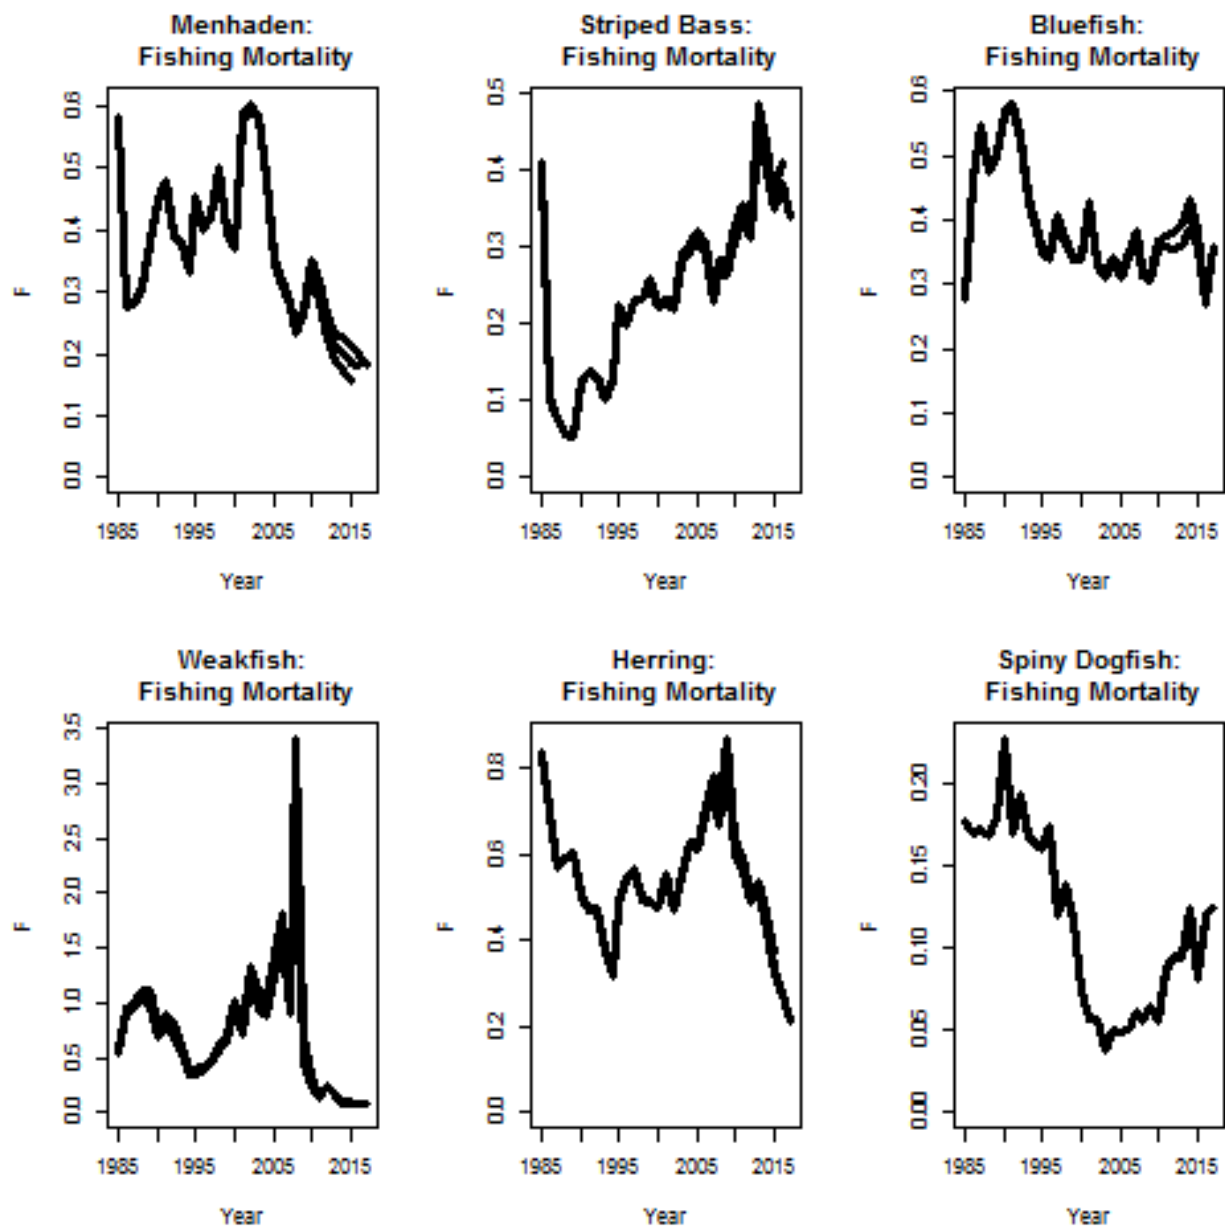 Menhaden:
Fishing Mortality
F
0.0 0.1 0.2 0.3 0.4 0.5 0.6
1985 1995 2005 2015
Year
Striped Bass:
Fishing Mortality
F
0.0 0.1 0.2 0.3 0.4 0.5
1985 1995 2005 2015
Year
Bluefish:
Fishing Mortality
F
0.0 0.1 0.2 0.3 0.4 0.5 0.6
1985 1995 2005 2015
Year
Weakfish:
Fishing Mortality
F
0.0 0.5 1.0 1.5 2.0 2.5 3.0 3.5
1985 1995 2005 2015
Year
Herring:
Fishing Mortality
F
0.0 0.2 0.4 0.6 0.8
1985 1995 2005 2015
Year
Spiny Dogfish:
Fishing Mortality
F
0.00 0.05 0.10 0.15 0.20
1985 1995 2005 2015
Year